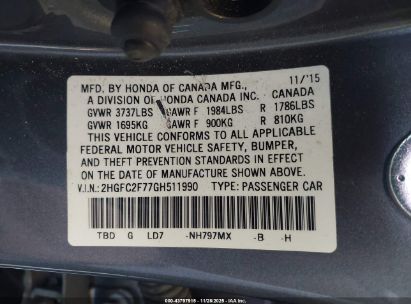 MFD. BY HONDA OF CANADA MFG., 11/'15
A DIVISION OF HONDA CANADA INC. CANADA
GVWR 3737LBS GAWR F 1984LBS R 1786LBS
GVWR 1695KG GAWR F 900KG R 810KG
THIS VEHICLE CONFORMS TO ALL APPLICABLE
FEDERAL MOTOR VEHICLE SAFETY, BUMPER,
AND THEFT PREVENTION STANDARDS IN EFFECT
ON THE DATE OF MANUFACTURE SHOWN ABOVE.
V.I.N: 2HGFC2F77GH511990 TYPE: PASSENGER CAR
TBD G LD7 -NH797MX -B -H